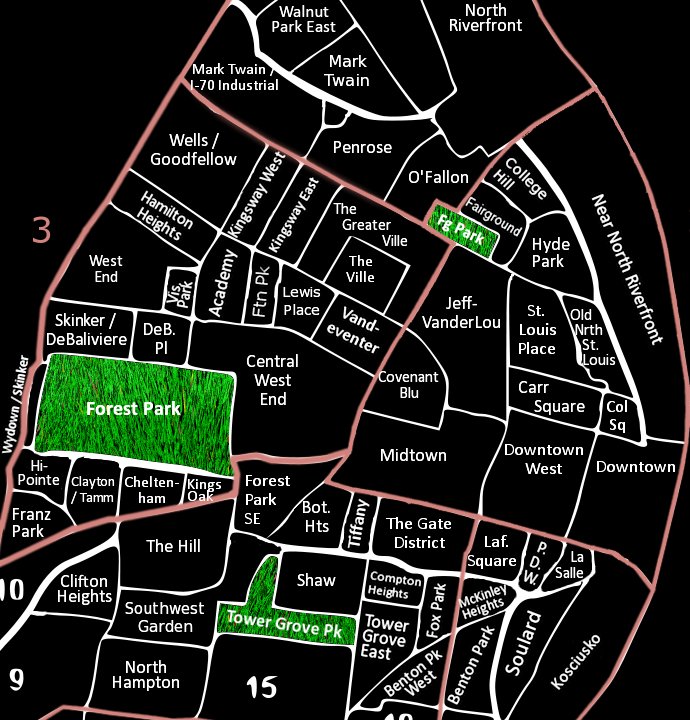 Walnut
Park East
North
Riverfront
Mark
Twain
Mark Twain /
I-70 Industrial
Wells /
Goodfellow
Penrose
O'Fallon
College
Hill
Kingsway West
Kingsway East
Hamilton
Heights
The
Greater
Ville
Fairground
Fg Park
Near North Riverfront
3
Hyde
Park
West
End
The
Ville
Vis.
Park
Academy
Ftn Pk
Lewis
Place
Vand-
eventer
Jeff-
VanderLou
St.
Louis
Place
Old
Nrth
St.
Louis
Skinker /
DeBaliviere
DeB.
Pl
Central
West
End
Covenant
Blu
Carr
Square
Col
Sq
Wydown / Skinker
Forest Park
Midtown
Downtown
West
Downtown
Hi-
Pointe
Clayton
/ Tamm
Chelten-
ham
Kings
Oak
Forest
Park
SE
Bot.
Hts
Tiffany
The Gate
District
Franz
Park
The Hill
Laf.
Square
P.
D.
W.
La
Salle
10
Clifton
Heights
Shaw
Compton
Heights
Fox Park
McKinley
Heights
Southwest
Garden
Tower Grove Pk
Tower
Grove
East
Benton Pk
West
Benton Park
Soulard
Kosciusko
9
North
Hampton
15